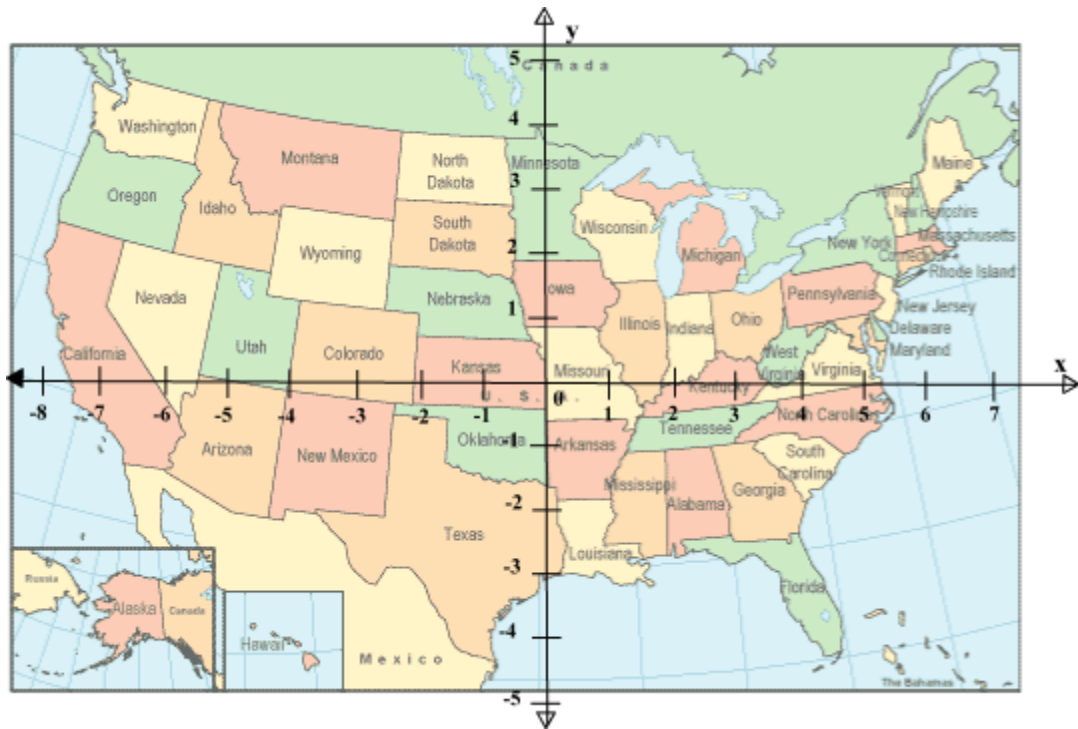 y
5
Canada
Washington
4
Montana
North
Dakota
Minnesota
Maine
Oregon
Idaho
3
Vermont
South
Dakota
Wisconsin
New Hampshire
Wyoming
2
Michigan
New York
Massachusetts
Connecticut
Rhode Island
Nevada
Nebraska
Iowa
Pennsylvania
New Jersey
1
Illinois
Indiana
Ohio
Delaware
Utah
Colorado
California
Kansas
Missouri
West
Virginia
Virginia
Maryland
x
Kentucky
U. S. A.
0
-8 -7 -6 -5 -4 -3 -2 -1 1 2 3 4 5 6 7
North Carolina
Tennessee
Oklahoma
-1
Arkansas
Arizona
New Mexico
South
Carolina
Mississippi
Alabama
Georgia
-2
Texas
Louisiana
-3
Florida
Russia
Alaska
Canada
Hawaii
-4
Mexico
The Bahamas
-5